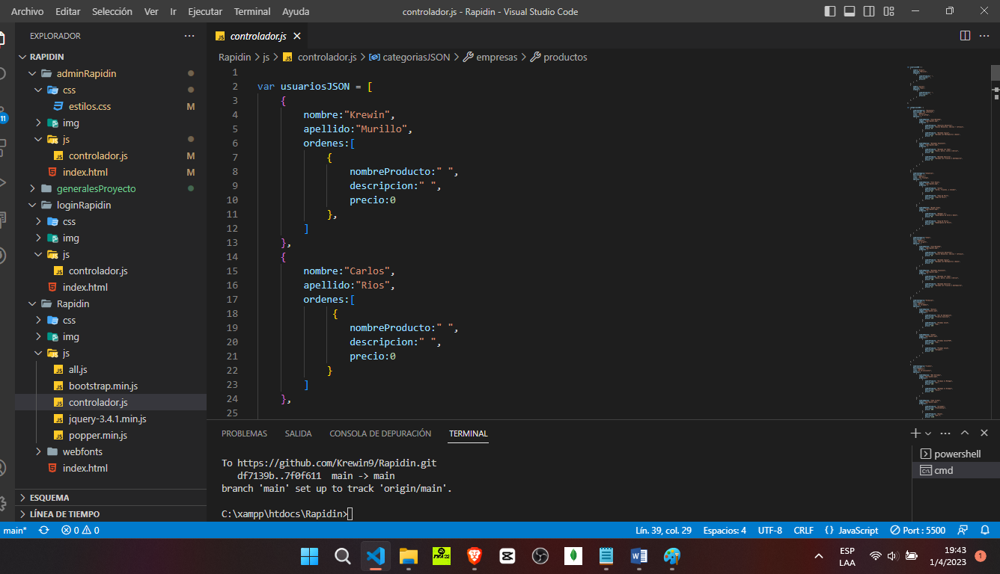 Archivo Editar Selección Ver Ir Ejecutar Terminal Ayuda controlador.js - Rapidin - Visual Studio Code
EXPLORADOR
RAPIDIN
adminRapidin
css
estilos.css M
img
js
controlador.js M
index.html M
generalesProyecto
loginRapidin
css
img
js
controlador.js
index.html
Rapidin
css
img
js
all.js
bootstrap.min.js
controlador.js
jquery-3.4.1.min.js
popper.min.js
webfonts
index.html
ESQUEMA
LÍNEA DE TIEMPO
11
JS controlador.js
Rapidin > js > JS controlador.js > categoriasJSON > empresas > productos
1
2 var usuariosJSON = [
3 {
4 nombre:"Krewin",
5 apellido:"Murillo",
6 ordenes:[
7 {
8 nombreProducto:" ",
9 descripcion:" ",
10 precio:0
11 },
12 ]
13 },
14 {
15 nombre:"Carlos",
16 apellido:"Rios",
17 ordenes:[
18 {
19 nombreProducto:" ",
20 descripcion:" ",
21 precio:0
22 }
23 ]
24 },
25
PROBLEMAS SALIDA CONSOLA DE DEPURACIÓN TERMINAL
To https://github.com/Krewin9/Rapidin.git
df7139b..7f0f611 main -> main
branch 'main' set up to track 'origin/main'.
C:\xampp\htdocs\Rapidin>
powershell
cmd
main* 0 0 Lín. 39, col. 29 Espacios: 4 UTF-8 CRLF {} JavaScript Port : 5500
FIFA 22
ESP
LAA
19:43
1/4/2023
1